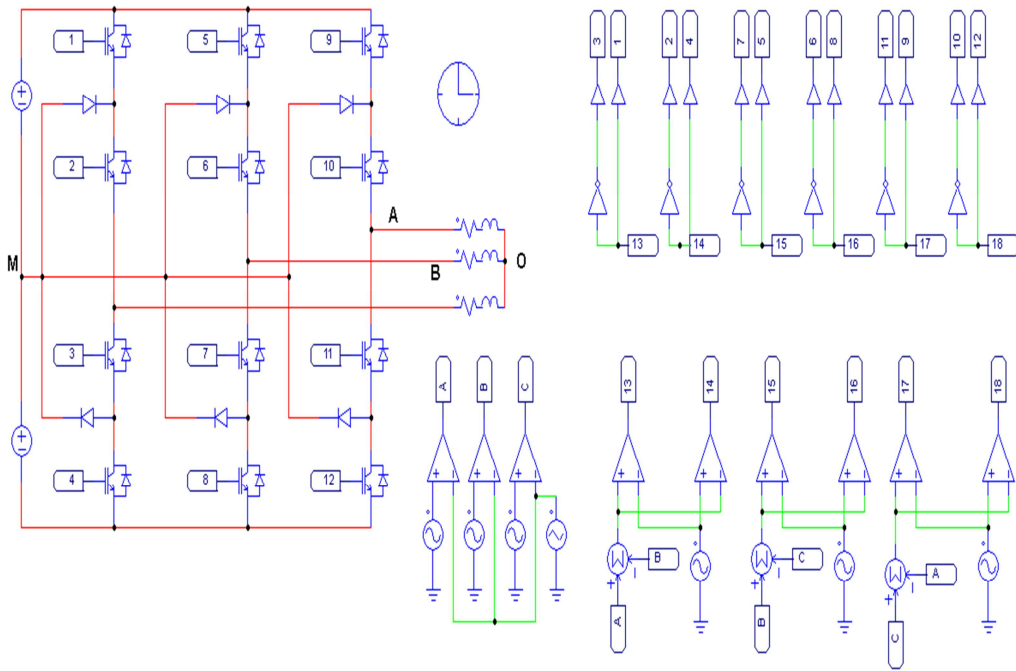 1 5 9
2 6 10
A
M B O
3 7 11
4 8 12
3 1 2 4 7 5 6 8 11 9 10 12
13 14 15 16 17 18
A B C
13 14 15 16 17 18
+ - + - + -
+ - + - + - + - + - + -
B C A
+ - + - + -
A B C